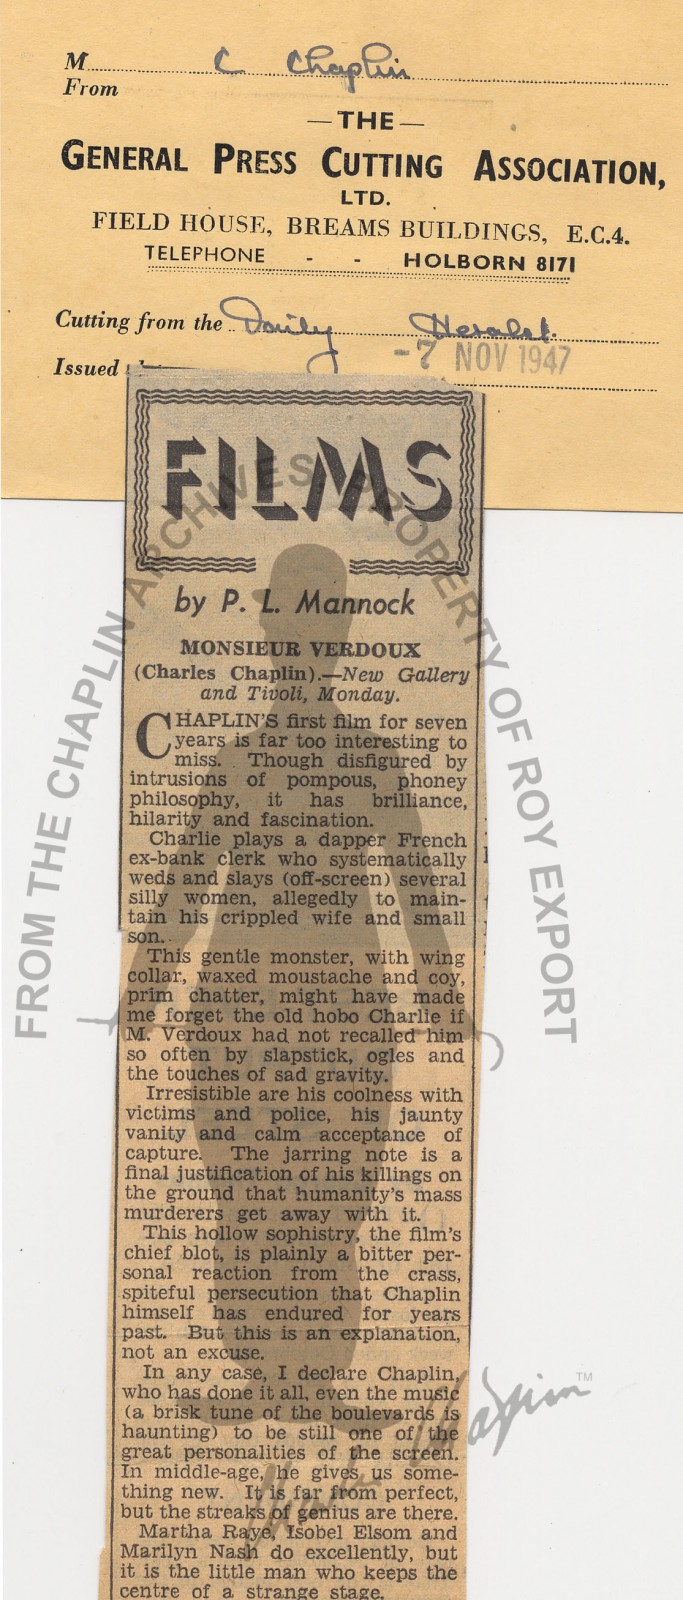 M C Chaplin
From
— THE —
GENERAL PRESS CUTTING ASSOCIATION,
LTD.
FIELD HOUSE, BREAMS BUILDINGS, E.C.4.
TELEPHONE - - HOLBORN 8171
Cutting from the Daily Herald.
Issued
-7 NOV 1947
FILMS
by P. L. Mannock
MONSIEUR VERDOUX
(Charles Chaplin).—New Gallery
and Tivoli, Monday.
CHAPLIN'S first film for seven
years is far too interesting to
miss. Though disfigured by
intrusions of pompous, phoney
philosophy, it has brilliance,
hilarity and fascination.
Charlie plays a dapper French
ex-bank clerk who systematically
weds and slays (off-screen) several
silly women, allegedly to main-
tain his crippled wife and small
son.
This gentle monster, with wing
collar, waxed moustache and coy,
prim chatter, might have made
me forget the old hobo Charlie if
M. Verdoux had not recalled him
so often by slapstick, ogles and
the touches of sad gravity.
Irresistible are his coolness with
victims and police, his jaunty
vanity and calm acceptance of
capture. The jarring note is a
final justification of his killings on
the ground that humanity's mass
murderers get away with it.
This hollow sophistry, the film's
chief blot, is plainly a bitter per-
sonal reaction from the crass,
spiteful persecution that Chaplin
himself has endured for years
past. But this is an explanation,
not an excuse.
In any case, I declare Chaplin,
who has done it all, even the music
(a brisk tune of the boulevards is
haunting) to be still one of the
great personalities of the screen.
In middle-age, he gives us some-
thing new. It is far from perfect,
but the streaks of genius are there.
Martha Raye, Isobel Elsom and
Marilyn Nash do excellently, but
it is the little man who keeps the
centre of a strange stage.
FROM THE CHAPLIN ARCHIVES PROPERTY OF ROY EXPORT
Charles Chaplin TM